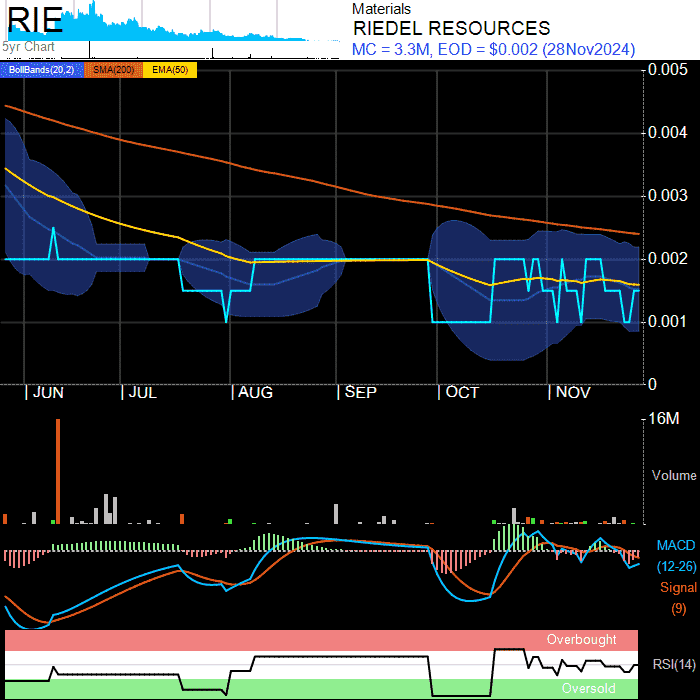 RIE
5yr Chart
Materials
RIEDEL RESOURCES
MC = 3.3M, EOD = $0.002 (28Nov2024)
BollBands(20,2) SMA(200) EMA(50)
0.005
0.004
0.003
0.002
0.001
0
JUN JUL AUG SEP OCT NOV
16M
Volume
MACD
(12-26)
Signal
(9)
Overbought
RSI(14)
Oversold